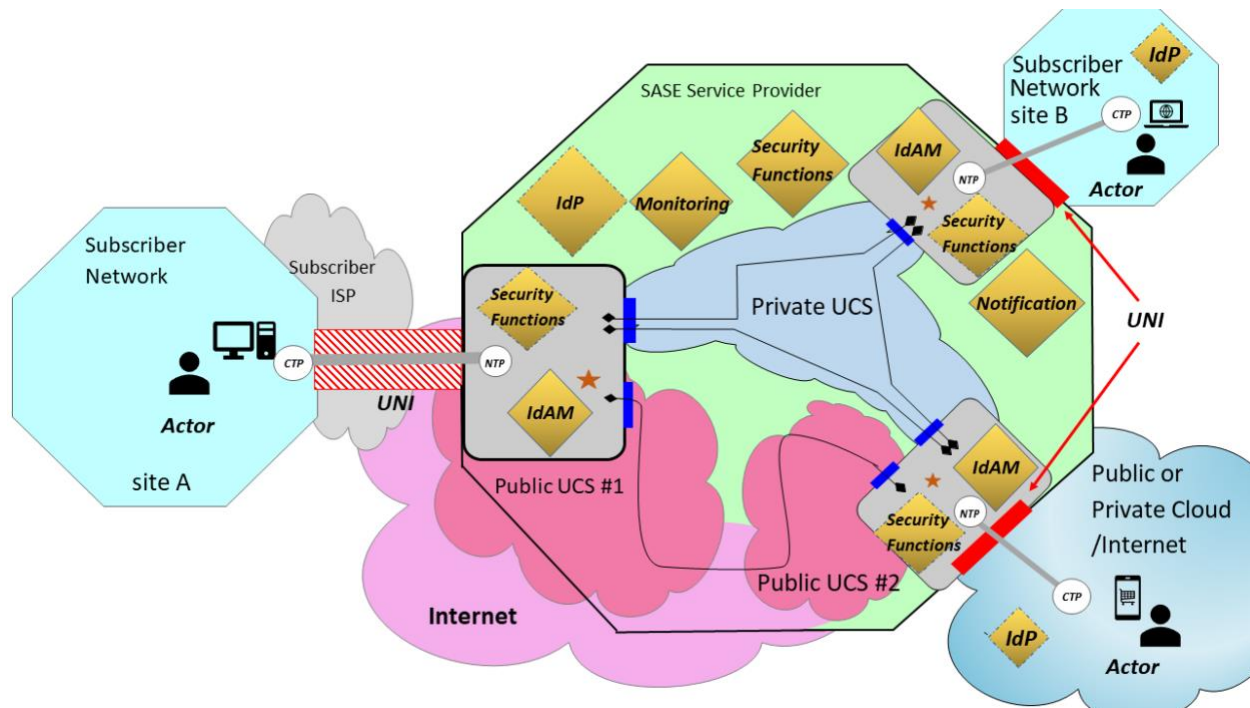 SASE Service Provider
IdP
Monitoring
Security
Functions
IdAM
NTP
Security
Functions
Notification
Subscriber
Network
site B
IdP
CTP
Actor
UNI
Subscriber
Network
CTP
Actor
site A
Subscriber
ISP
UNI
Security
Functions
NTP
IdAM
Private UCS
Public UCS #1
Public UCS #2
Internet
IdAM
NTP
Security
Functions
Public or
Private Cloud
/Internet
CTP
IdP
Actor